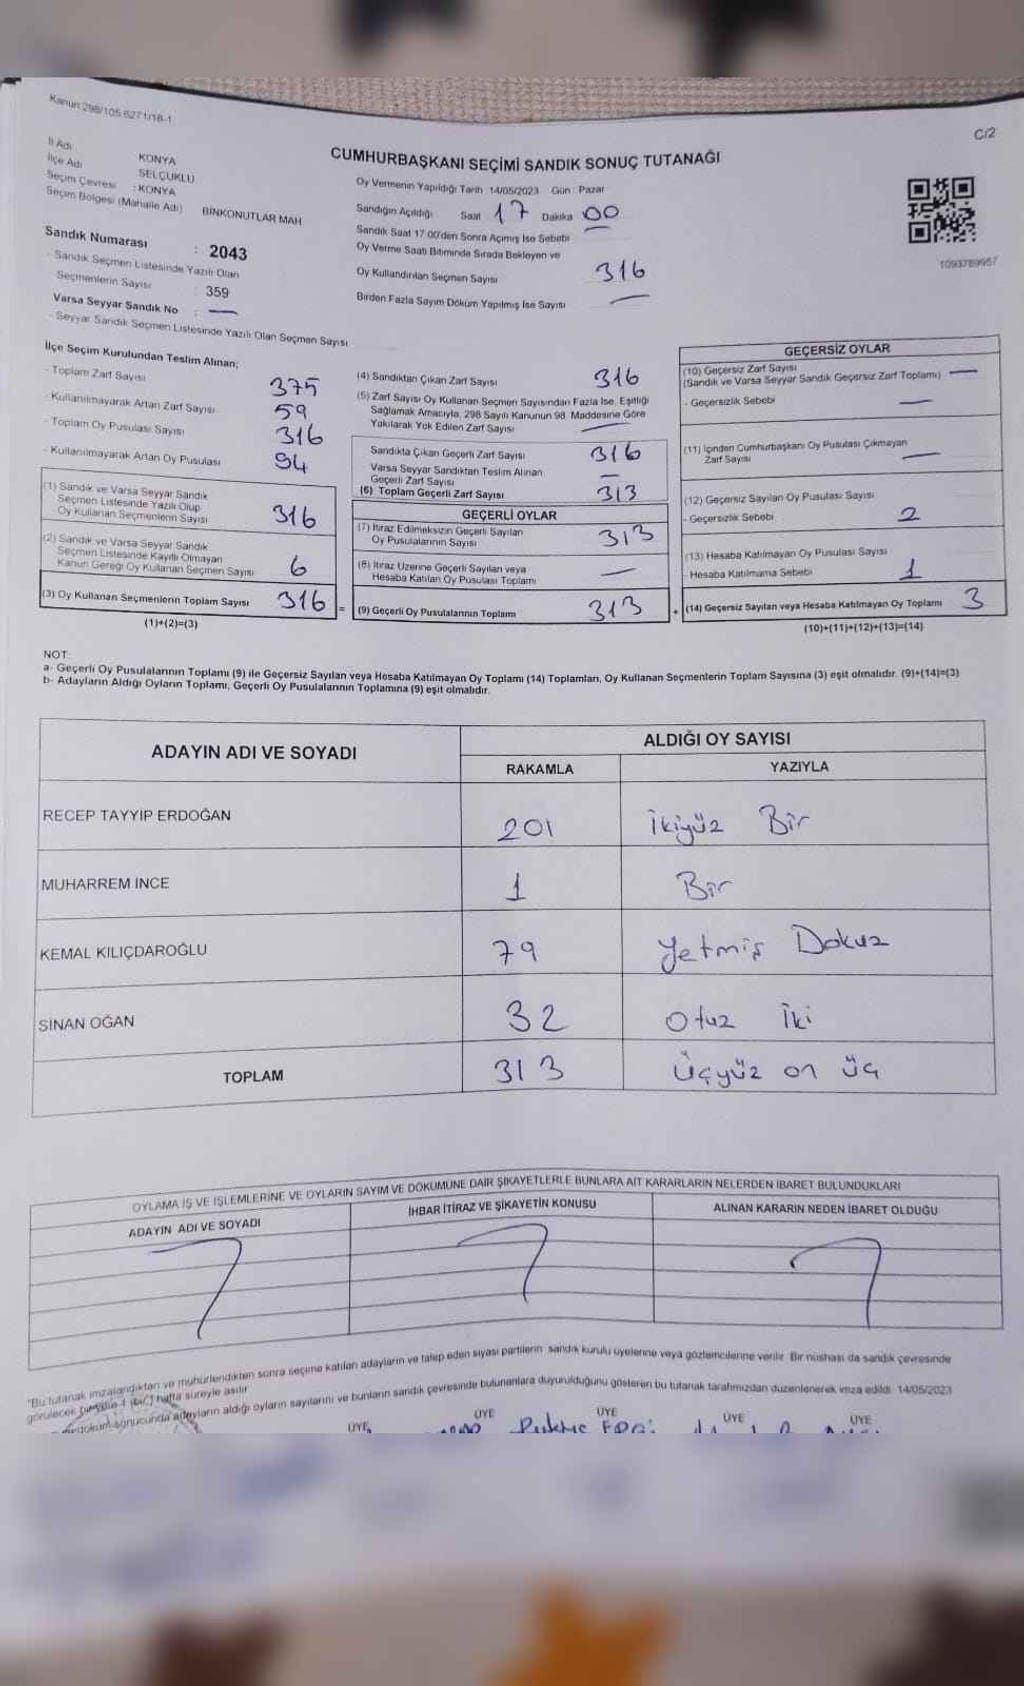 Kanun:298/105.6271/18-1
C/2
İl Adı KONYA
İlçe Adı SELÇUKLU
Seçim Çevresi : KONYA
Seçim Bölgesi (Mahalle Adı) BİNKONUTLAR MAH
Sandık Numarası : 2043
- Sandık Seçmen Listesinde Yazılı Olan
Seçmenlerin Sayısı 359
Varsa Seyyar Sandık No : —
- Seyyar Sandık Seçmen Listesinde Yazılı Olan Seçmen Sayısı
CUMHURBAŞKANI SEÇİMİ SANDIK SONUÇ TUTANAĞI
Oy Vermenin Yapıldığı Tarih 14/05/2023 Gün : Pazar
Sandığın Açıldığı Saat 17 Dakika 00
Sandık Saat 17:00'den Sonra Açımış İse Sebebi —
Oy Verme Saati Bitiminde Sırada Bekleyen ve
Oy Kullandırılan Seçmen Sayısı 316
Birden Fazla Sayım Döküm Yapılmış İse Sayısı —
1093789957
İlçe Seçim Kurulundan Teslim Alınan;
- Toplam Zarf Sayısı 375
- Kullanılmayarak Artan Zarf Sayısı 59
- Toplam Oy Pusulası Sayısı 316
- Kullanılmayarak Artan Oy Pusulası 94
(1) Sandık ve Varsa Seyyar Sandık
Seçmen Listesinde Yazılı Olup
Oy Kullanan Seçmenlerin Sayısı 316
(2) Sandık ve Varsa Seyyar Sandık
Seçmen Listesinde Kayıtlı Olmayan
Kanun Gereği Oy Kullanan Seçmen Sayısı 6
(3) Oy Kullanan Seçmenlerin Toplam Sayısı 316 =
(1)+(2)=(3)
(4) Sandıktan Çıkan Zarf Sayısı 316
(5) Zarf Sayısı Oy Kullanan Seçmen Sayısından Fazla İse, Eşitliği
Sağlamak Amacıyla, 298 Sayılı Kanunun 98. Maddesine Göre
Yakılarak Yok Edilen Zarf Sayısı —
Sandıkta Çıkan Geçerli Zarf Sayısı 316
Varsa Seyyar Sandıktan Teslim Alınan
Geçerli Zarf Sayısı —
(6) Toplam Geçerli Zarf Sayısı 313
GEÇERLİ OYLAR
(7) İtiraz Edilmeksizin Geçerli Sayılan
Oy Pusulalarının Sayısı 313
(8) İtiraz Üzerine Geçerli Sayılan veya
Hesaba Katılan Oy Pusulası Toplamı —
(9) Geçerli Oy Pusulalarının Toplamı 313 +
GEÇERSİZ OYLAR
(10) Geçersiz Zarf Sayısı —
(Sandık ve Varsa Seyyar Sandık Geçersiz Zarf Toplamı)
- Geçersizlik Sebebi —
(11) İçinden Cumhurbaşkanı Oy Pusulası Çıkmayan
Zarf Sayısı —
(12) Geçersiz Sayılan Oy Pusulası Sayısı
- Geçersizlik Sebebi 2
(13) Hesaba Katılmayan Oy Pusulası Sayısı
- Hesaba Katılmama Sebebi 1
(14) Geçersiz Sayılan veya Hesaba Katılmayan Oy Toplamı 3
(10)+(11)+(12)+(13)=(14)
NOT:
a- Geçerli Oy Pusulalarının Toplamı (9) ile Geçersiz Sayılan veya Hesaba Katılmayan Oy Toplamı (14) Toplamları, Oy Kullanan Seçmenlerin Toplam Sayısına (3) eşit olmalıdır. (9)+(14)=(3)
b- Adayların Aldığı Oyların Toplamı, Geçerli Oy Pusulalarının Toplamına (9) eşit olmalıdır.
ADAYIN ADI VE SOYADI
ALDIĞI OY SAYISI
RAKAMLA YAZIYLA
RECEP TAYYIP ERDOĞAN 201 İkiyüz Bir
MUHARREM İNCE 1 Bir
KEMAL KILIÇDAROĞLU 79 Yetmiş Dokuz
SİNAN OĞAN 32 Otuz İki
TOPLAM 313 Üçyüz on üç
OYLAMA İŞ VE İŞLEMLERİNE VE OYLARIN SAYIM VE DÖKÜMÜNE DAİR ŞİKAYETLERLE BUNLARA AİT KARARLARIN NELERDEN İBARET BULUNDUKLARI
ADAYIN ADI VE SOYADI İHBAR İTİRAZ VE ŞİKAYETİN KONUSU ALINAN KARARIN NEDEN İBARET OLDUĞU
"Bu tutanak imzalandıktan ve mühürlendikten sonra seçime katılan adayların ve talep eden siyasi partilerin sandık kurulu üyelerine veya gözlemcilerine verilir. Bir nüshası da sandık çevresinde
görülecek bir yere 1 (bir) hafta süreyle asılır.
döküm sonucunda adayların aldığı oyların sayılarını ve bunların sandık çevresinde bulunanlara duyurulduğunu gösteren bu tutanak tarafımızdan düzenlenerek imza edildi. 14/05/2023
ÜYE ÜYE ÜYE ÜYE ÜYE